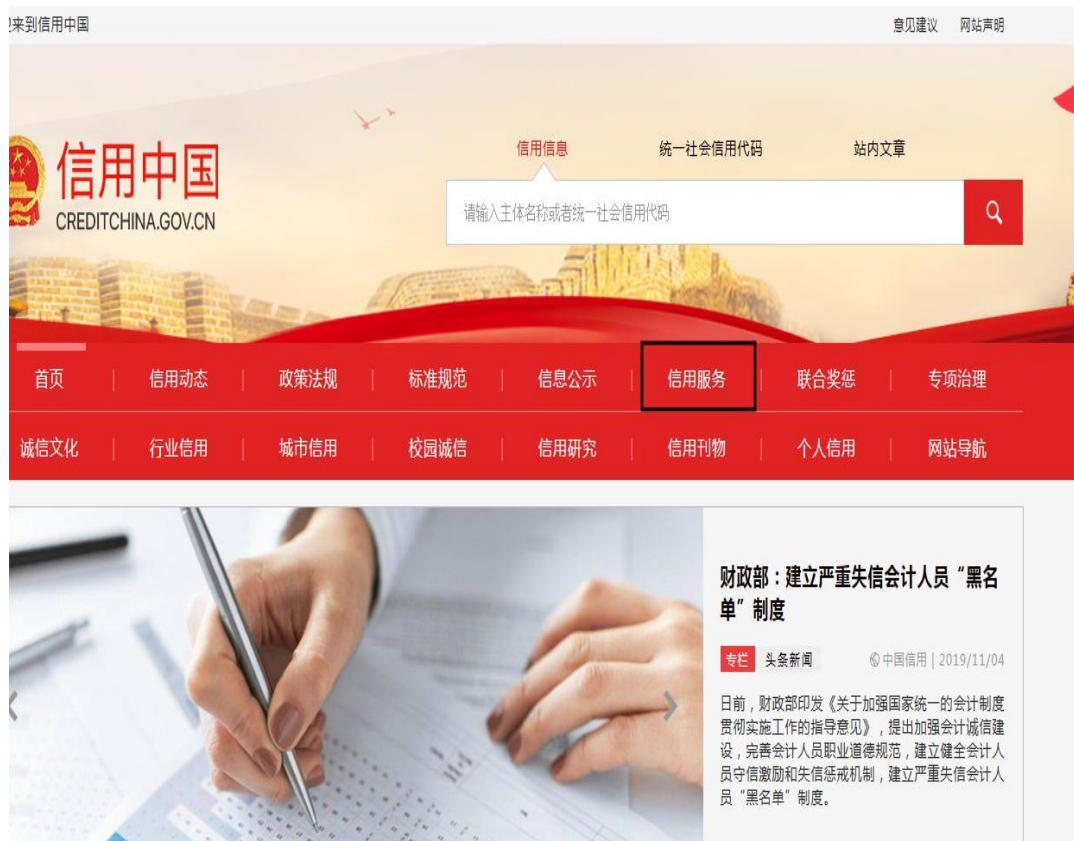 来到信用中国
意见建议 网站声明
信用中国
CREDITCHINA.GOV.CN
信用信息 统一社会信用代码 站内文章
请输入主体名称或者统一社会信用代码
首页 信用动态 政策法规 标准规范 信息公示 信用服务 联合奖惩 专项治理
诚信文化 行业信用 城市信用 校园诚信 信用研究 信用刊物 个人信用 网站导航
财政部：建立严重失信会计人员“黑名
单”制度
专栏 头条新闻 中国信用 | 2019/11/04
日前，财政部印发《关于加强国家统一的会计制度
贯彻实施工作的指导意见》，提出加强会计诚信建
设，完善会计人员职业道德规范，建立健全会计人
员守信激励和失信惩戒机制，建立严重失信会计人
员“黑名单”制度。